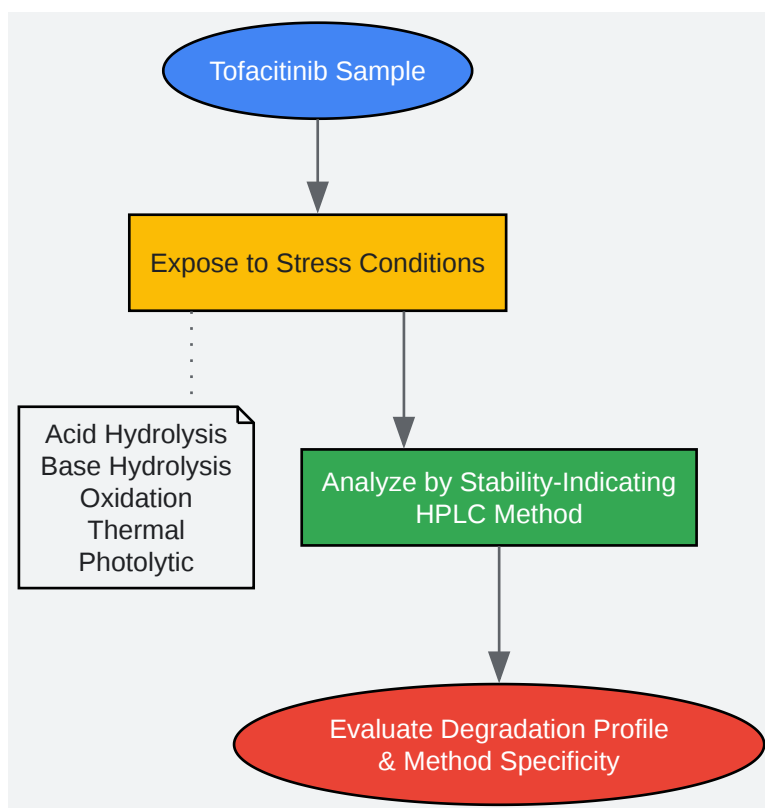 Tofacitinib Sample
Expose to Stress Conditions
Acid Hydrolysis
Base Hydrolysis
Oxidation
Thermal
Photolytic
Analyze by Stability-Indicating
HPLC Method
Evaluate Degradation Profile
& Method Specificity